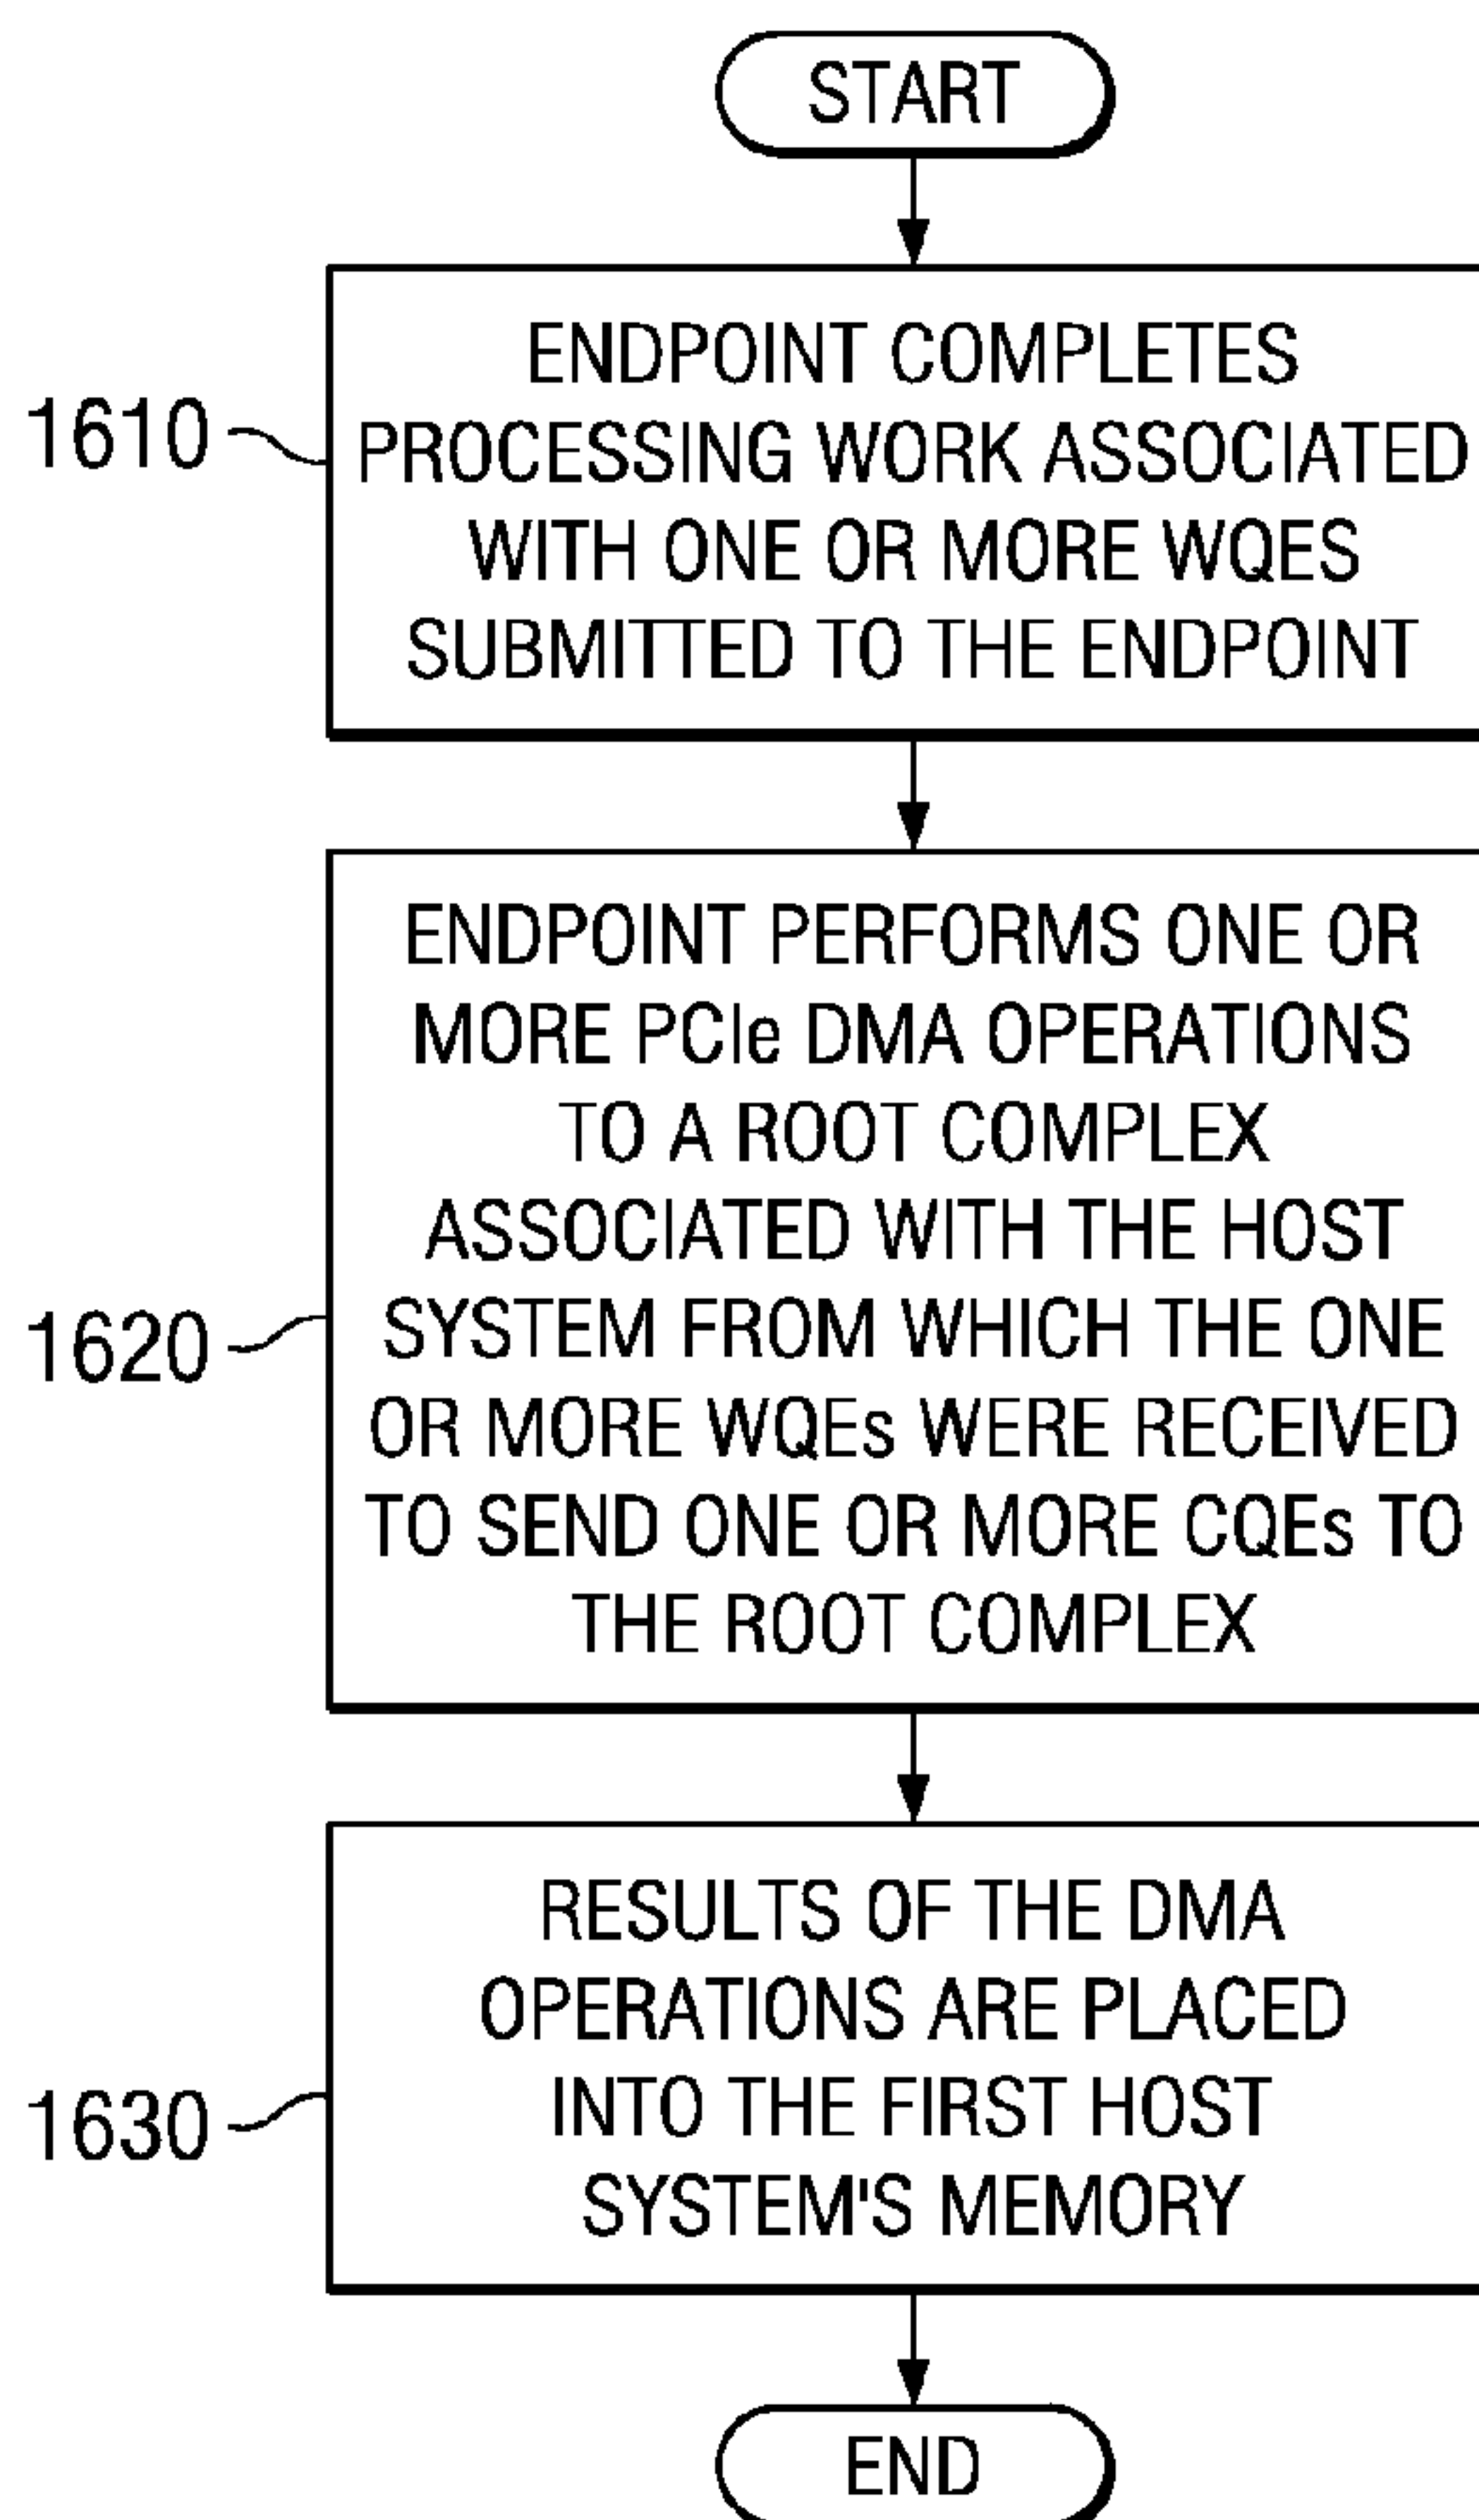 START
ENDPOINT COMPLETES
1610
PROCESSING WORK ASSOCIATED
WITH ONE OR MORE WQES
SUBMITTED TO THE ENDPOINT
ENDPOINT PERFORMS ONE OR
MORE PCIe DMA OPERATIONS
TO A ROOT COMPLEX
ASSOCIATED WITH THE HOST
1620
SYSTEM FROM WHICH THE ONE
OR MORE WQEs WERE RECEIVED
TO SEND ONE OR MORE CQEs TO
THE ROOT COMPLEX
RESULTS OF THE DMA
OPERATIONS ARE PLACED
1630
INTO THE FIRST HOST
SYSTEM'S MEMORY
END